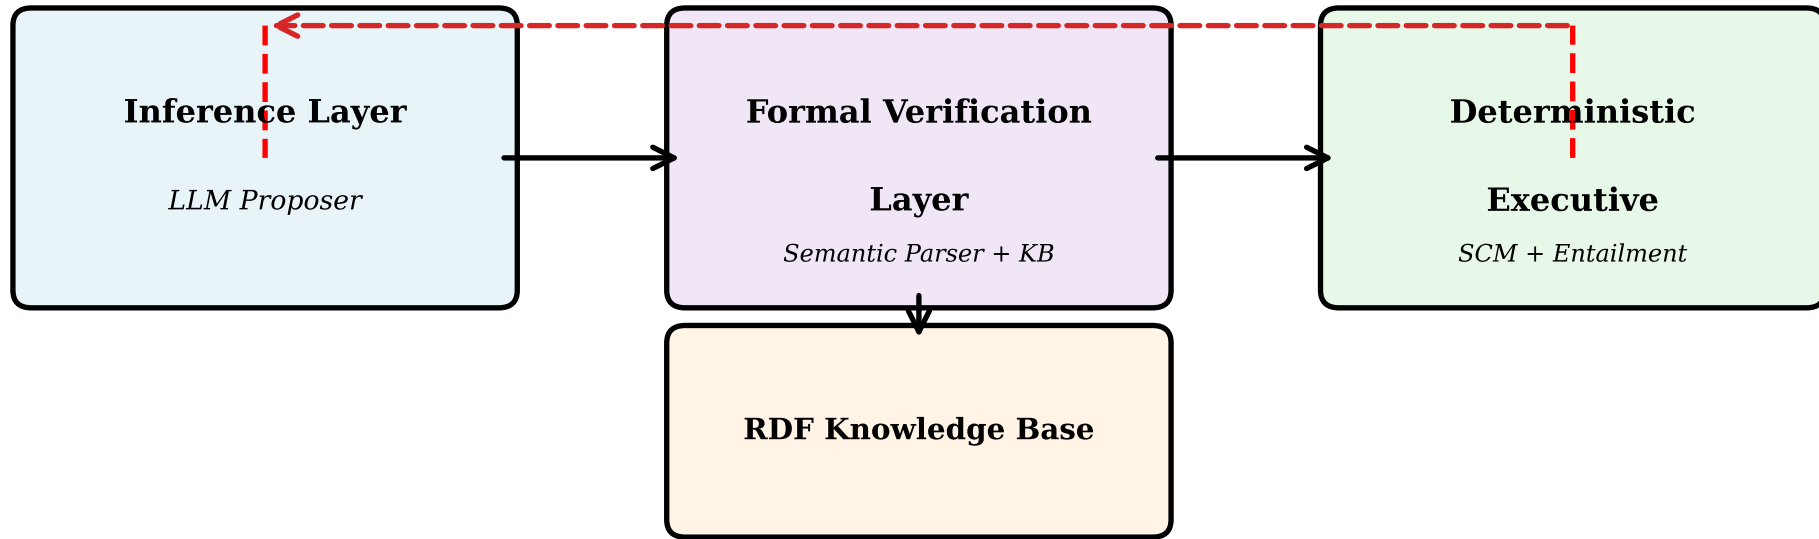 Inference Layer
LLM Proposer
Formal Verification
Layer
Semantic Parser + KB
Deterministic
Executive
SCM + Entailment
RDF Knowledge Base